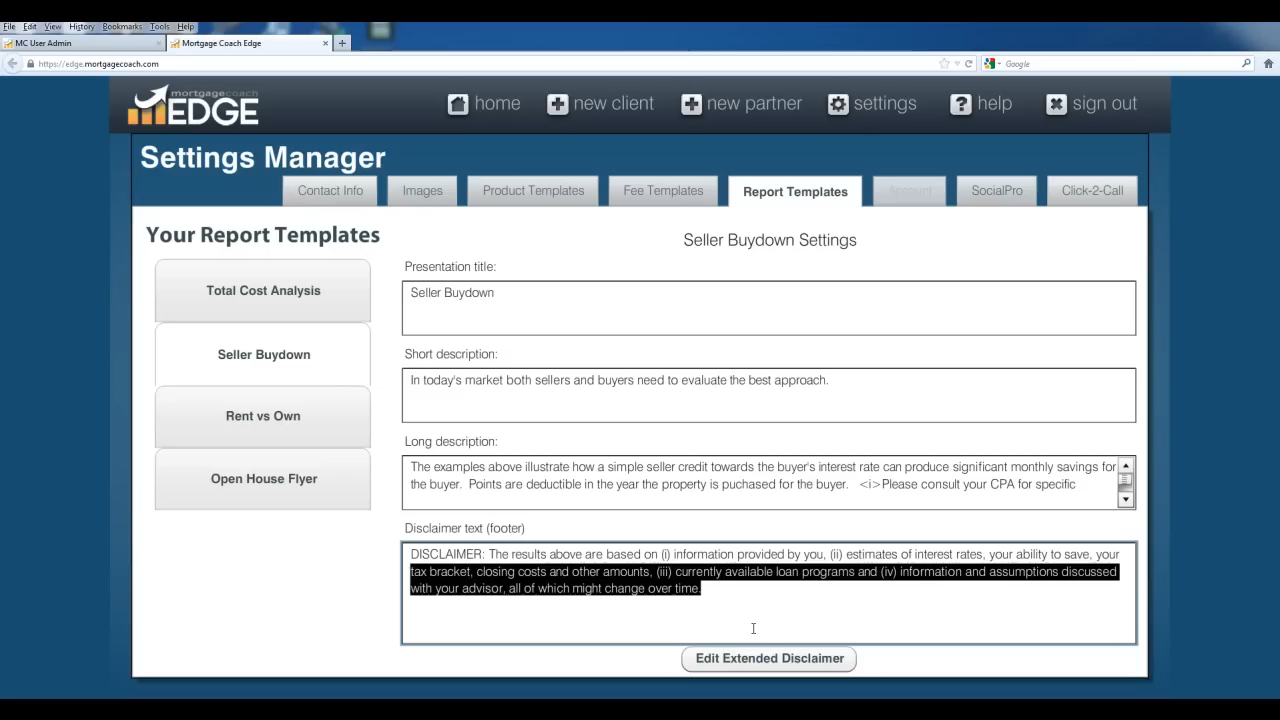 File Edit View History Bookmarks Tools Help
MC User Admin
Mortgage Coach Edge
https://edge.mortgagecoach.com
Google
mortgagecoach
EDGE
home
new client
new partner
settings
help
sign out
Settings Manager
Contact Info
Images
Product Templates
Fee Templates
Report Templates
Account
SocialPro
Click-2-Call
Your Report Templates
Total Cost Analysis
Seller Buydown
Rent vs Own
Open House Flyer
Seller Buydown Settings
Presentation title:
Seller Buydown
Short description:
In today's market both sellers and buyers need to evaluate the best approach.
Long description:
The examples above illustrate how a simple seller credit towards the buyer's interest rate can produce significant monthly savings for
the buyer. Points are deductible in the year the property is puchased for the buyer. <i>Please consult your CPA for specific
Disclaimer text (footer)
DISCLAIMER: The results above are based on (i) information provided by you, (ii) estimates of interest rates, your ability to save, your
tax bracket, closing costs and other amounts, (iii) currently available loan programs and (iv) information and assumptions discussed
with your advisor, all of which might change over time.
Edit Extended Disclaimer